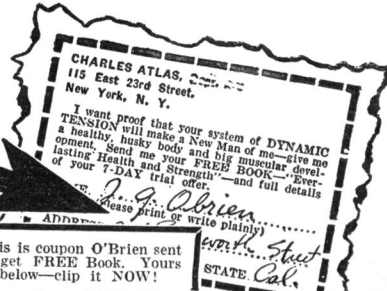 CHARLES ATLAS,
115 East 23rd Street,
New York, N. Y.
I want proof that your system of DYNAMIC
TENSION will make a New Man of me—give me
a healthy, husky body and big muscular devel-
opment. Send me your FREE BOOK—"Ever-
lasting Health and Strength"—and full details
of your 7-DAY trial offer.
J. G. O'Brien
(Please print or write plainly)
worth Street
STATE. Cal.
is is coupon O'Brien sent
get FREE Book. Yours
below—clip it NOW!